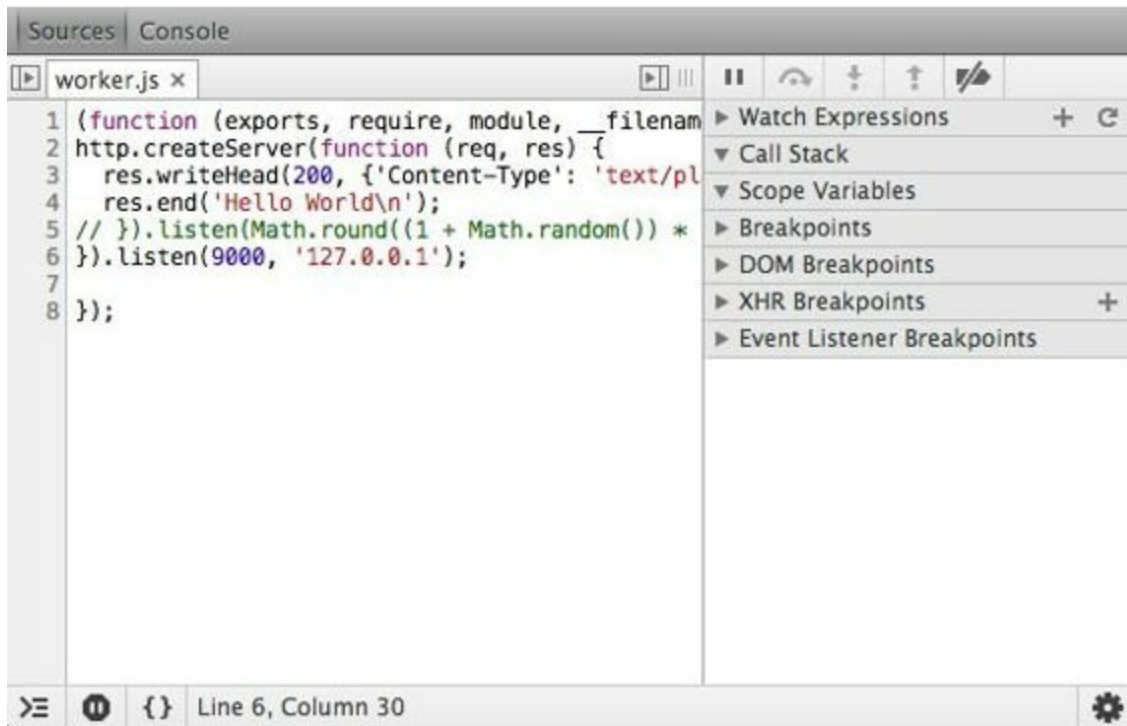 Sources Console
worker.js ×
1 (function (exports, require, module, __filenam
2 http.createServer(function (req, res) {
3   res.writeHead(200, {'Content-Type': 'text/pl
4   res.end('Hello World\n');
5 // }).listen(Math.round((1 + Math.random()) *
6 }).listen(9000, '127.0.0.1');
7
8 });
Watch Expressions
Call Stack
Scope Variables
Breakpoints
DOM Breakpoints
XHR Breakpoints
Event Listener Breakpoints
{} Line 6, Column 30